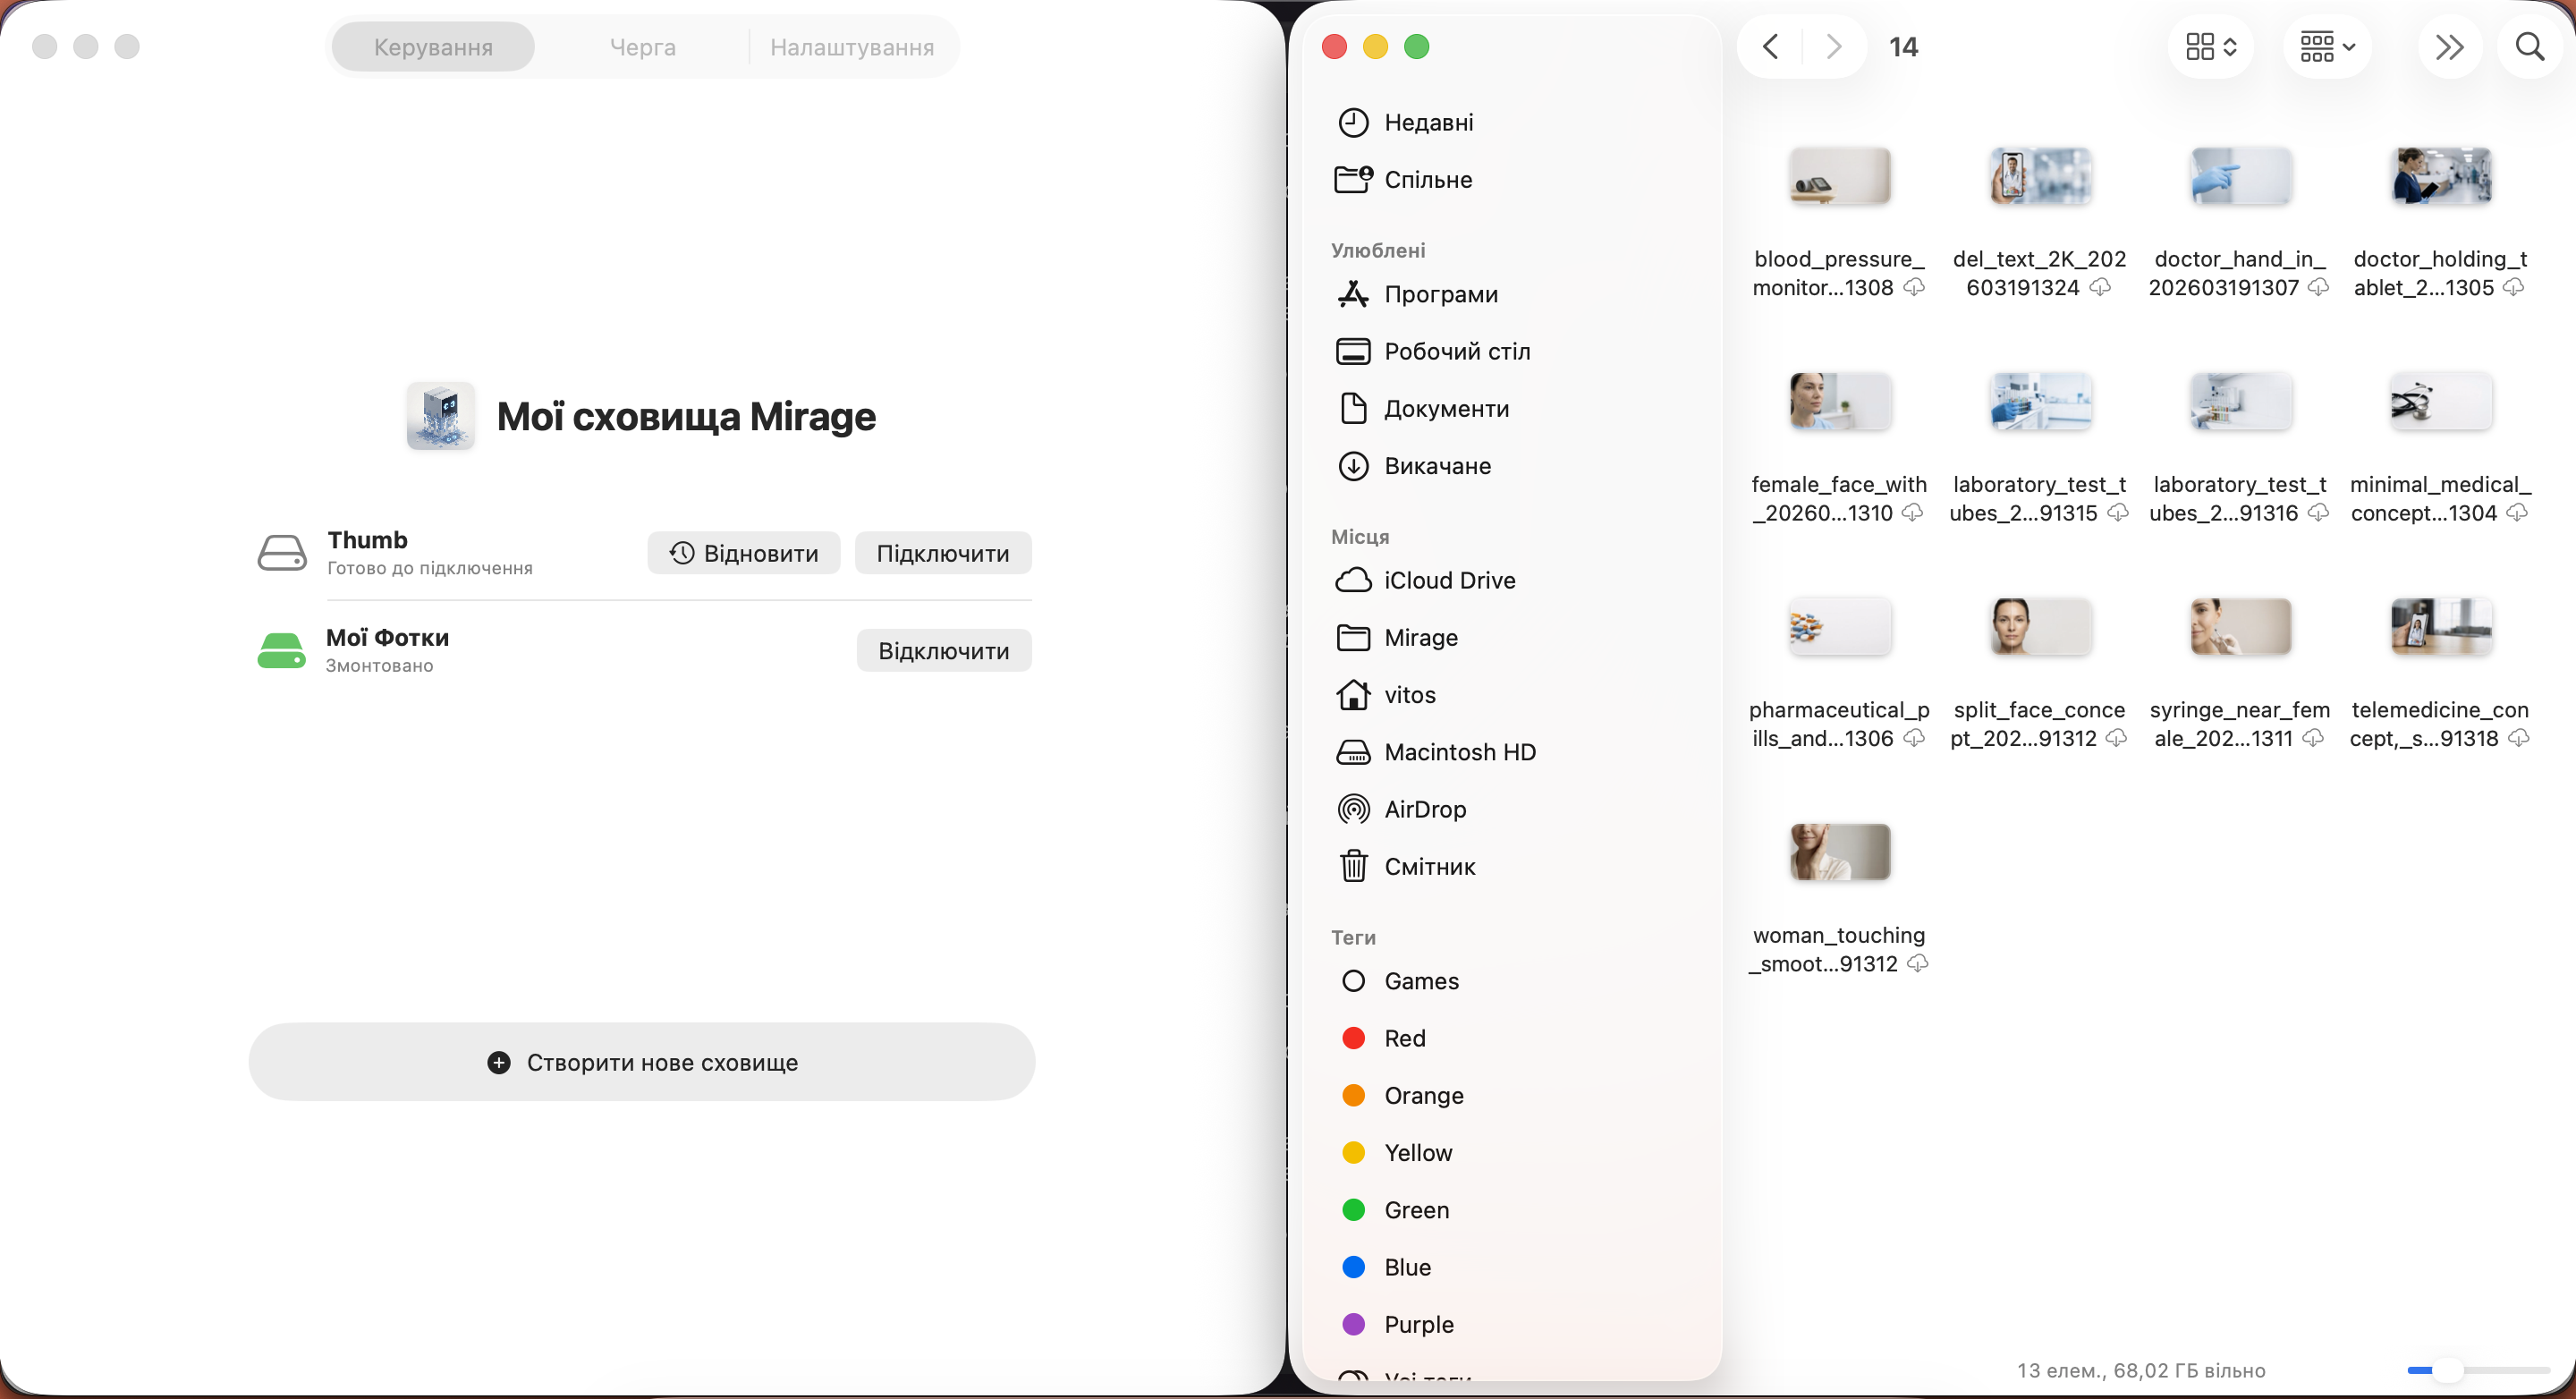 Керування
Черга
Налаштування
Мої сховища Mirage
Thumb
Готово до підключення
Відновити
Підключити
Мої Фотки
Змонтовано
Відключити
Створити нове сховище
Недавні
Спільне
Улюблені
Програми
Робочий стіл
Документи
Викачане
Місця
iCloud Drive
Mirage
vitos
Macintosh HD
AirDrop
Смітник
Теги
Games
Red
Orange
Yellow
Green
Blue
Purple
14
blood_pressure_
monitor...1308
del_text_2K_202
603191324
doctor_hand_in_
202603191307
doctor_holding_t
ablet_2...1305
female_face_with
_20260...1310
laboratory_test_t
ubes_2...91315
laboratory_test_t
ubes_2...91316
minimal_medical_
concept...1304
pharmaceutical_p
ills_and...1306
split_face_conce
pt_202...91312
syringe_near_fem
ale_202...1311
telemedicine_con
cept,_s...91318
woman_touching
_smoot...91312
13 елем., 68,02 ГБ вільно